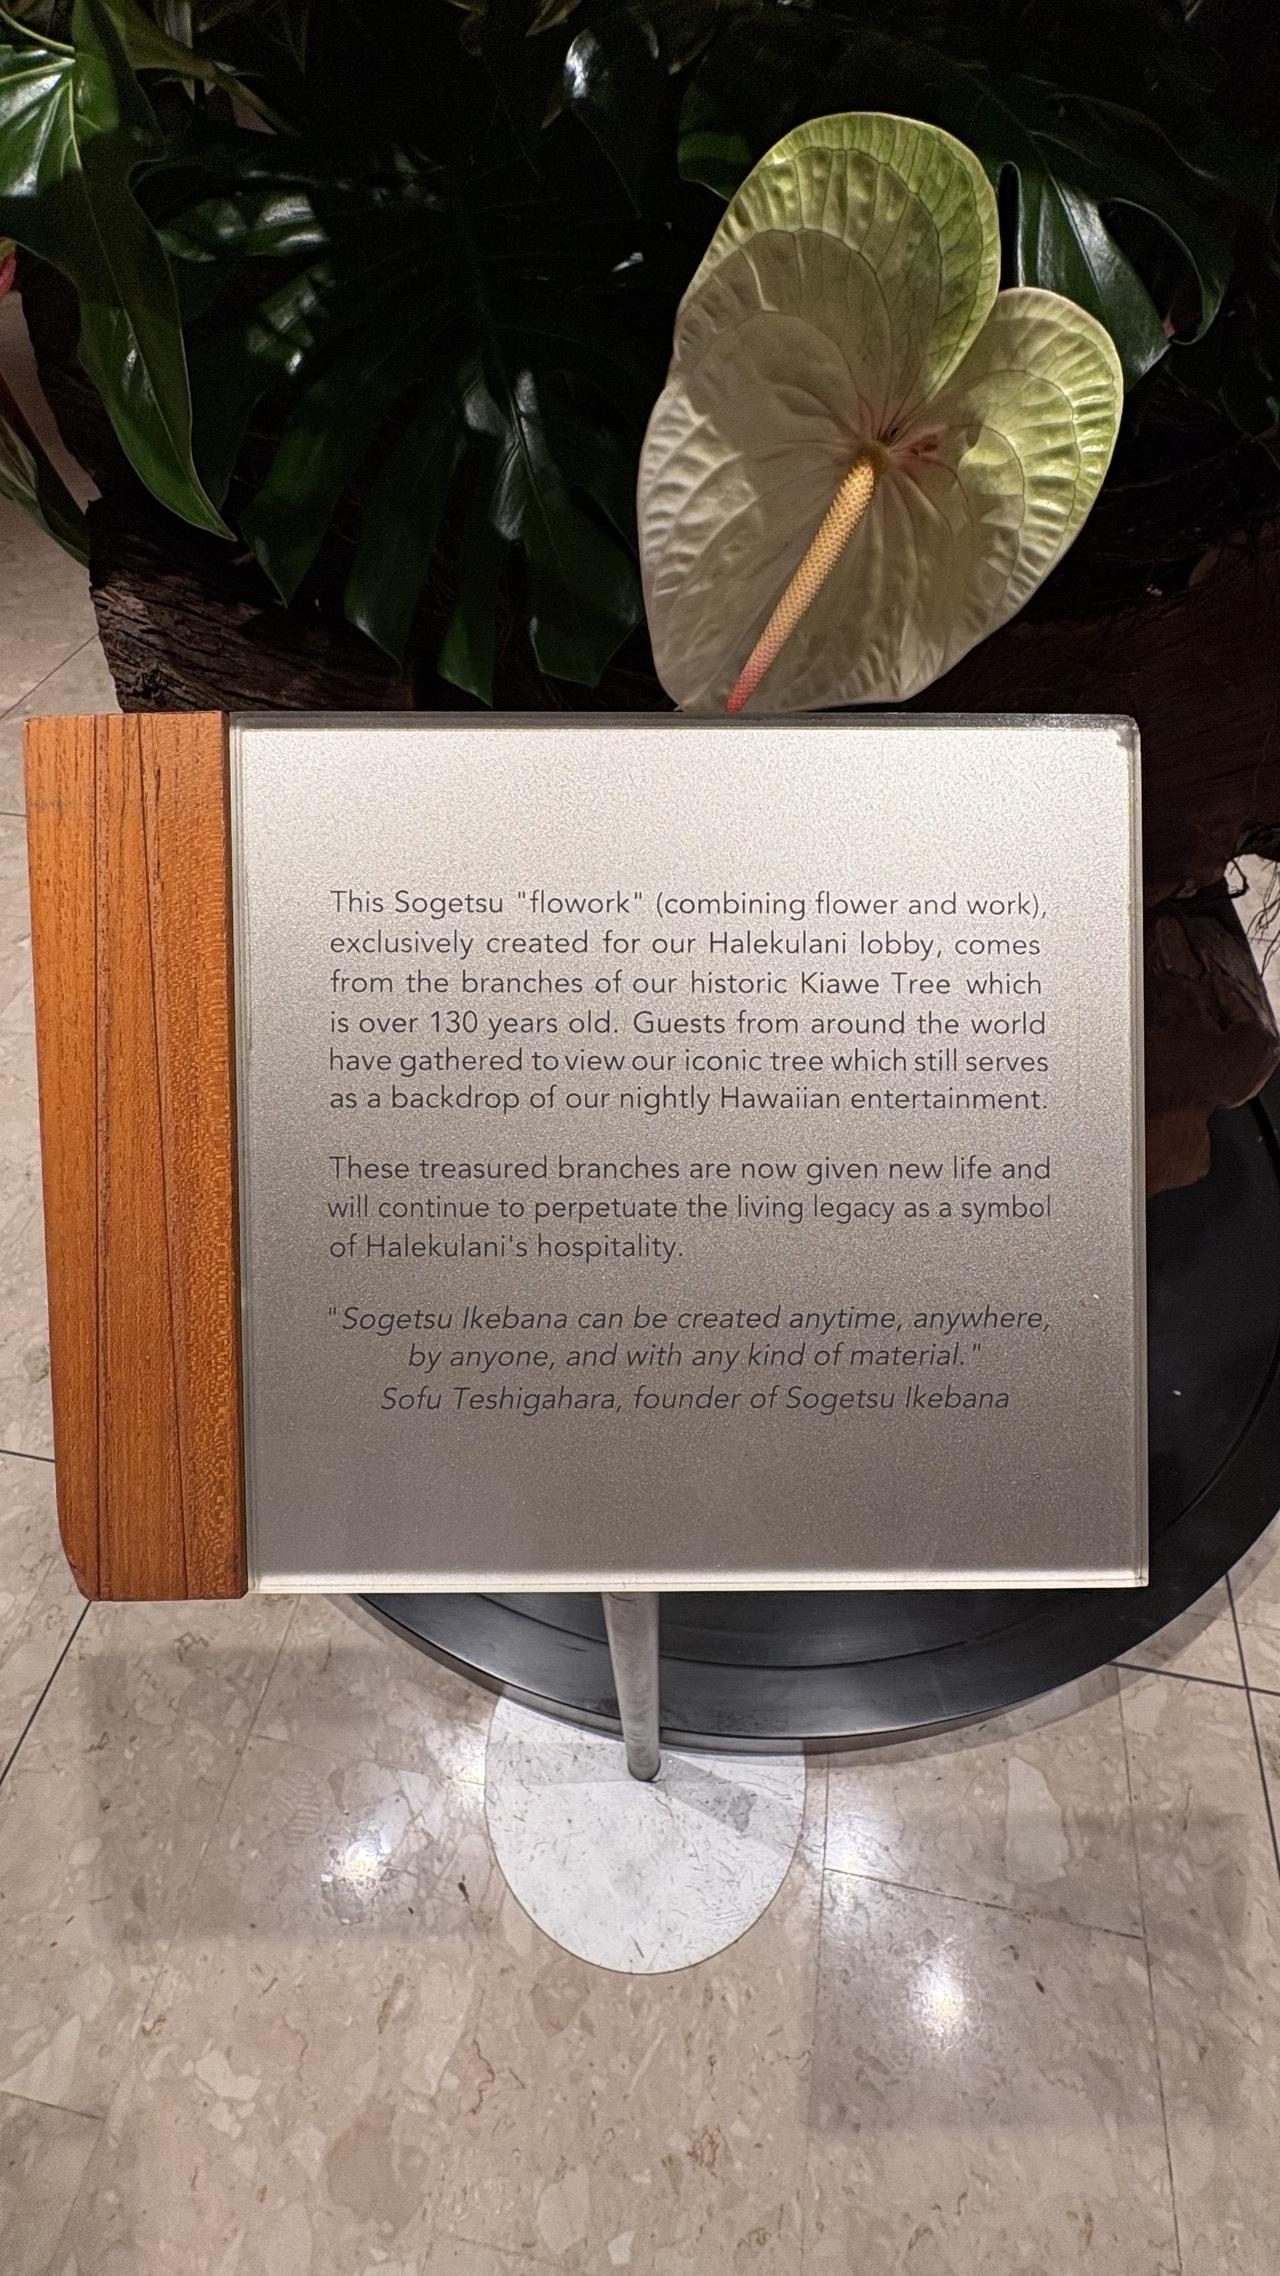 This Sogetsu "flowork" (combining flower and work),
exclusively created for our Halekulani lobby, comes
from the branches of our historic Kiawe Tree which
is over 130 years old. Guests from around the world
have gathered to view our iconic tree which still serves
as a backdrop of our nightly Hawaiian entertainment.
These treasured branches are now given new life and
will continue to perpetuate the living legacy as a symbol
of Halekulani's hospitality.
"Sogetsu Ikebana can be created anytime, anywhere,
by anyone, and with any kind of material."
Sofu Teshigahara, founder of Sogetsu Ikebana